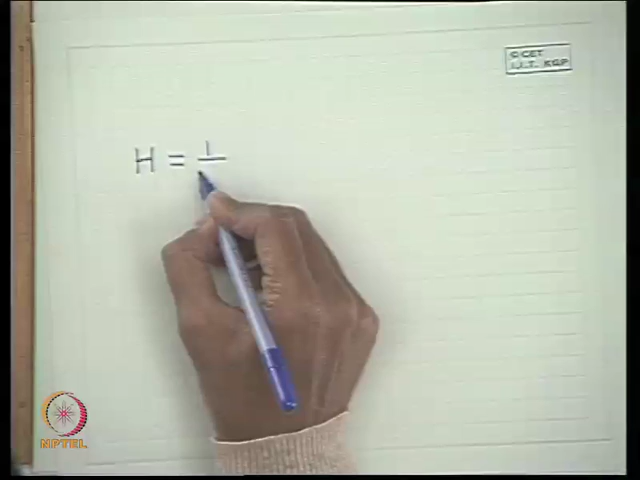 © CET
I.I.T. KGP
H = 1
NPTEL